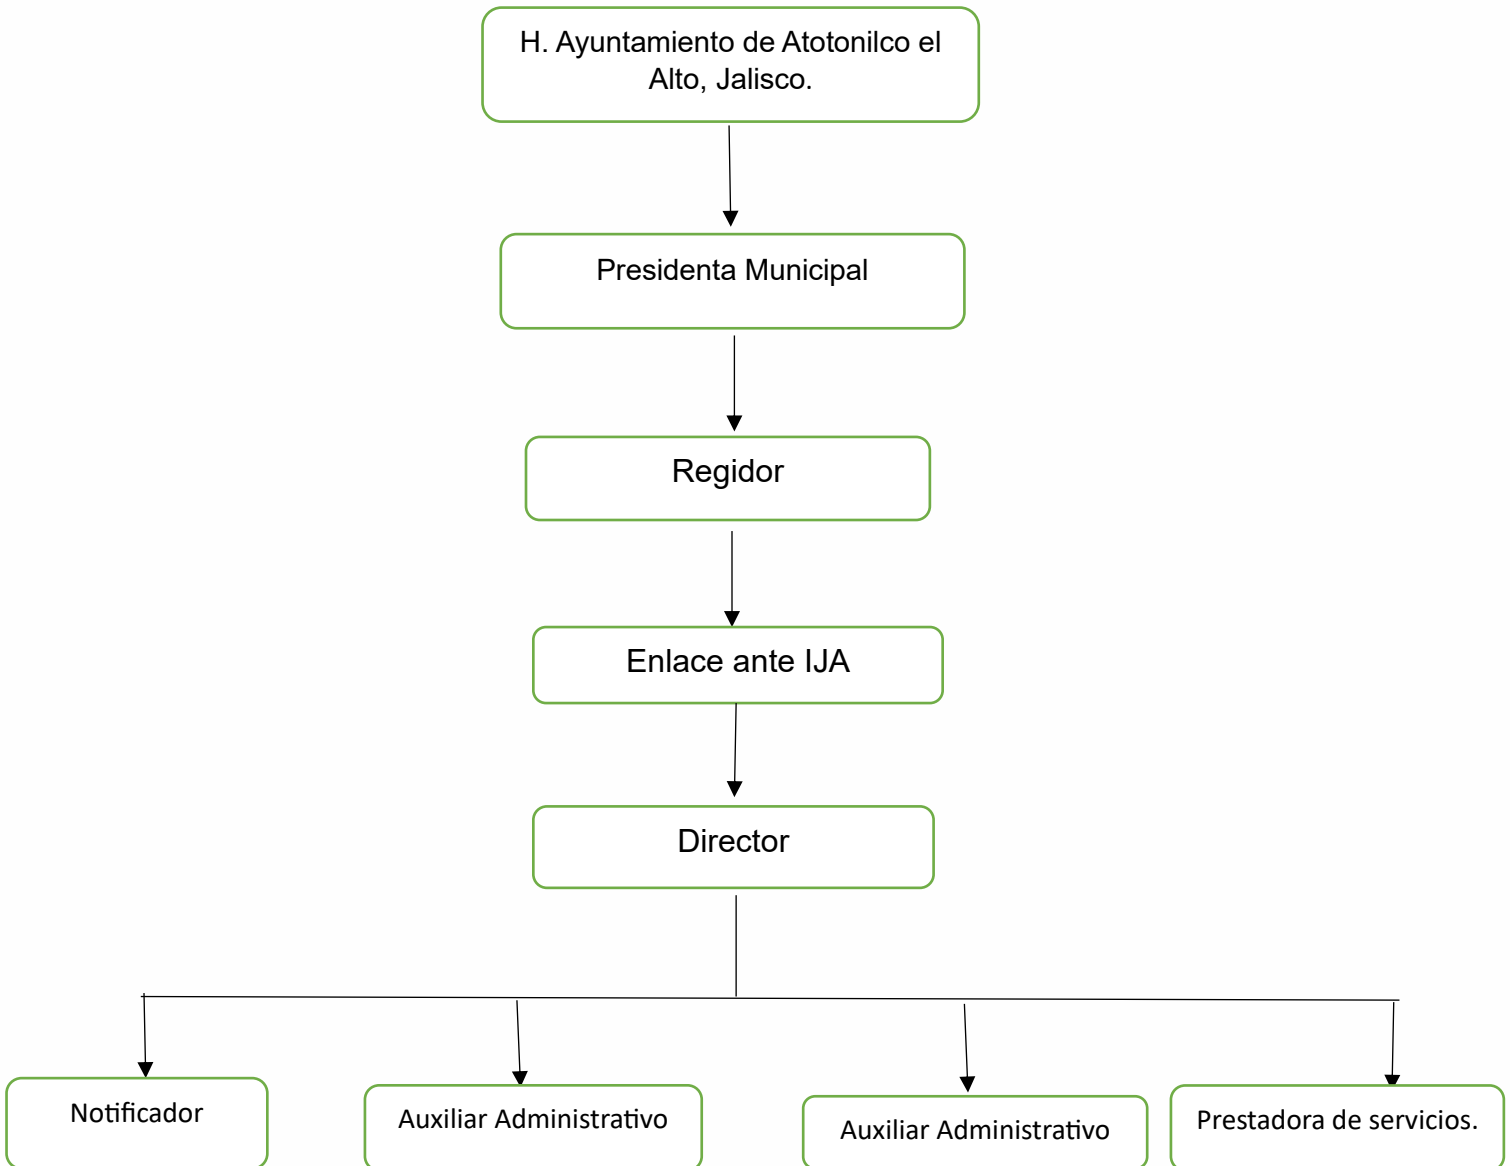 H. Ayuntamiento de Atotonilco el
Alto, Jalisco.
Presidenta Municipal
Regidor
Enlace ante IJA
Director
Notificador
Auxiliar Administrativo
Auxiliar Administrativo
Prestadora de servicios.